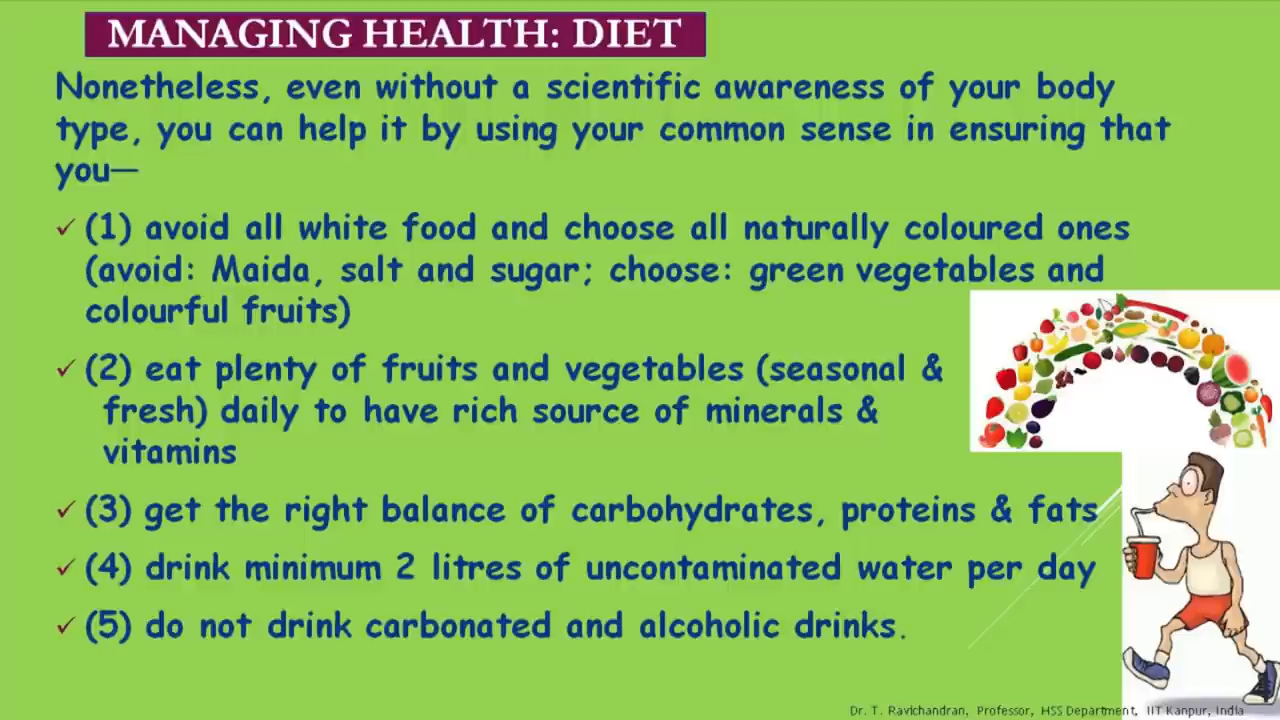 MANAGING HEALTH: DIET
Nonetheless, even without a scientific awareness of your body
type, you can help it by using your common sense in ensuring that
you—
✓ (1) avoid all white food and choose all naturally coloured ones
(avoid: Maida, salt and sugar; choose: green vegetables and
colourful fruits)
✓ (2) eat plenty of fruits and vegetables (seasonal &
fresh) daily to have rich source of minerals &
vitamins
✓ (3) get the right balance of carbohydrates, proteins & fats
✓ (4) drink minimum 2 litres of uncontaminated water per day
✓ (5) do not drink carbonated and alcoholic drinks.
Dr. T. Ravichandran, Professor, HSS Department, IIT Kanpur, India